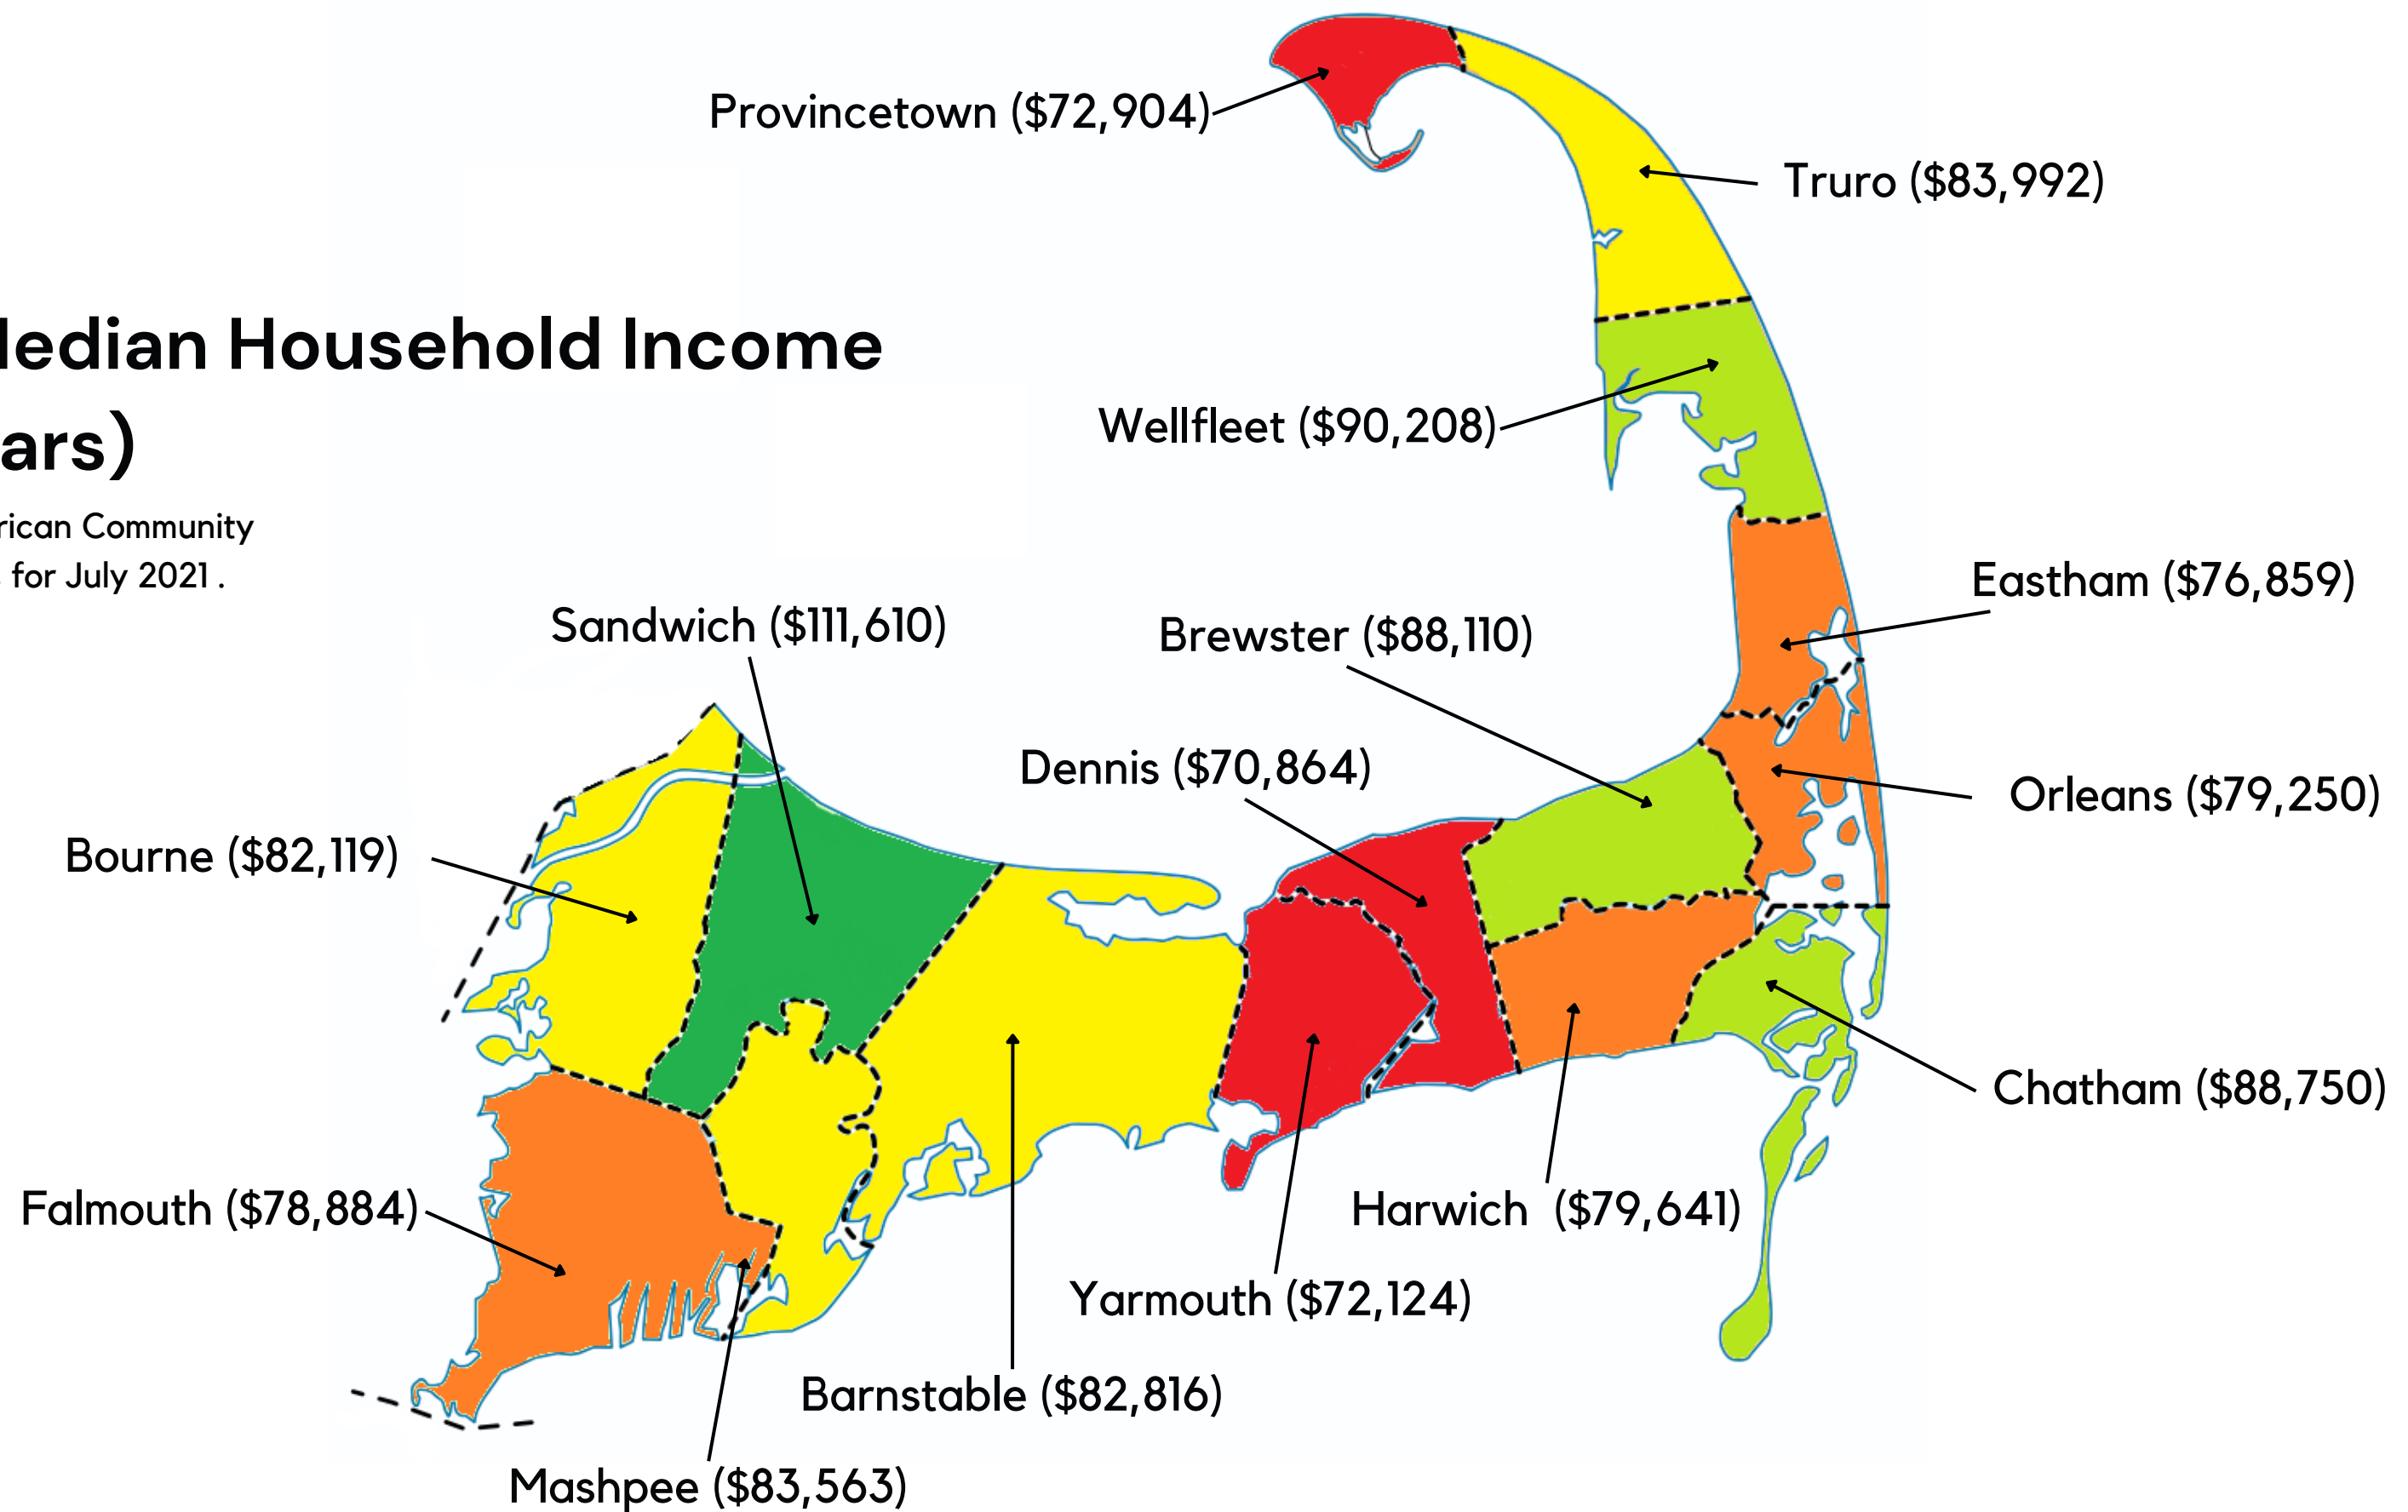 Provincetown ($72,904)
Truro ($83,992)
edian Household Income
Wellfleet ($90,208)
ars)
rican Community
for July 2021 .
Eastham ($76,859)
Sandwich ($111,610)
Brewster ($88,110)
Dennis ($70,864)
Orleans ($79,250)
Bourne ($82,119)
Chatham ($88,750)
Falmouth ($78,884)
Harwich ($79,641)
Yarmouth ($72,124)
Barnstable ($82,816)
Mashpee ($83,563)